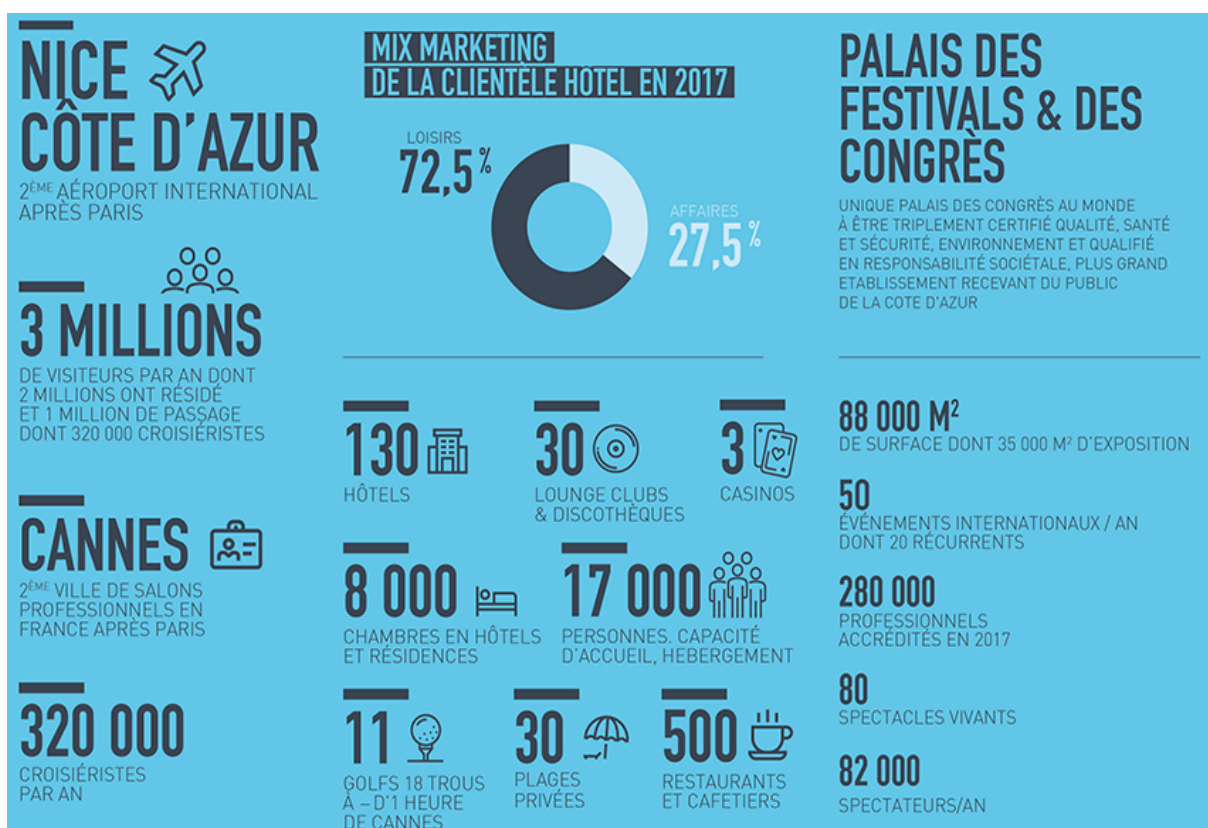 NICE
CÔTE D'AZUR
2ÈME AÉROPORT INTERNATIONAL
APRÈS PARIS
3 MILLIONS
DE VISITEURS PAR AN DONT
2 MILLIONS ONT RÉSIDÉ
ET 1 MILLION DE PASSAGE
DONT 320 000 CROISIÉRISTES
CANNES
2ÈME VILLE DE SALONS
PROFESSIONNELS EN
FRANCE APRÈS PARIS
320 000
CROISIÉRISTES
PAR AN
MIX MARKETING
DE LA CLIENTÈLE HÔTEL EN 2017
LOISIRS
72,5 %
AFFAIRES
27,5 %
130
HÔTELS
30
LOUNGE CLUBS
& DISCOTHÈQUES
3
CASINOS
8 000
CHAMBRES EN HÔTELS
ET RÉSIDENCES
17 000
PERSONNES. CAPACITÉ
D'ACCUEIL, HEBERGEMENT
11
GOLFS 18 TROUS
À – D'1 HEURE
DE CANNES
30
PLAGES
PRIVÉES
500
RESTAURANTS
ET CAFETIERS
PALAIS DES
FESTIVALS & DES
CONGRÈS
UNIQUE PALAIS DES CONGRÈS AU MONDE
À ÊTRE TRIPLEMENT CERTIFIÉ QUALITÉ, SANTÉ
ET SÉCURITÉ, ENVIRONNEMENT ET QUALIFIÉ
EN RESPONSABILITÉ SOCIÉTALE, PLUS GRAND
ETABLISSEMENT RECEVANT DU PUBLIC
DE LA COTE D'AZUR
88 000 M²
DE SURFACE DONT 35 000 M² D'EXPOSITION
50
ÉVÉNEMENTS INTERNATIONAUX / AN
DONT 20 RÉCURRENTS
280 000
PROFESSIONNELS
ACCRÉDITÉS EN 2017
80
SPECTACLES VIVANTS
82 000
SPECTATEURS/AN